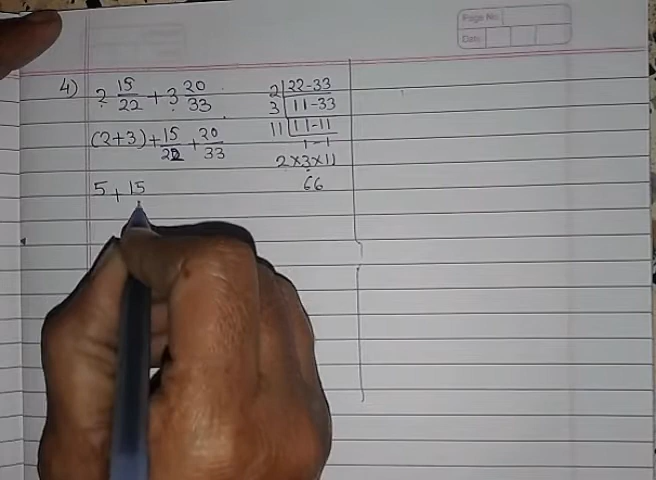 Page No.
Date
4) 2 15/22 + 3 20/33
(2+3) + 15/22 + 20/33
5 + 15
2 | 22 - 33
3 | 11 - 33
11 | 11 - 11
1 - 1
2×3×11
66